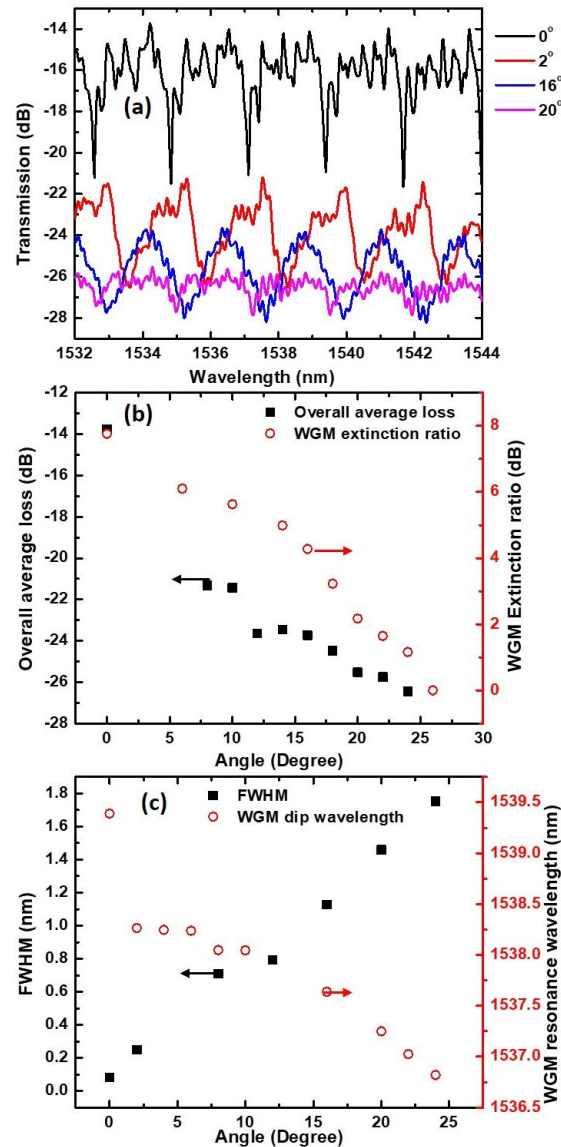 -14
-16
-18
-20
-22
-24
-26
-28
Transmission (dB)
(a)
0°
2°
16°
20°
1532 1534 1536 1538 1540 1542 1544
Wavelength (nm)
-12
-14
-16
-18
-20
-22
-24
-26
-28
Overall average loss (dB)
(b)
Overall average loss
WGM extinction ratio
8
6
4
2
0
WGM Extinction ratio (dB)
0 5 10 15 20 25 30
Angle (Degree)
1.8
1.6
1.4
1.2
1.0
0.8
0.6
0.4
0.2
0.0
FWHM (nm)
(c)
FWHM
WGM dip wavelength
1539.5
1539.0
1538.5
1538.0
1537.5
1537.0
1536.5
WGM resonance wavelength (nm)
0 5 10 15 20 25
Angle (Degree)